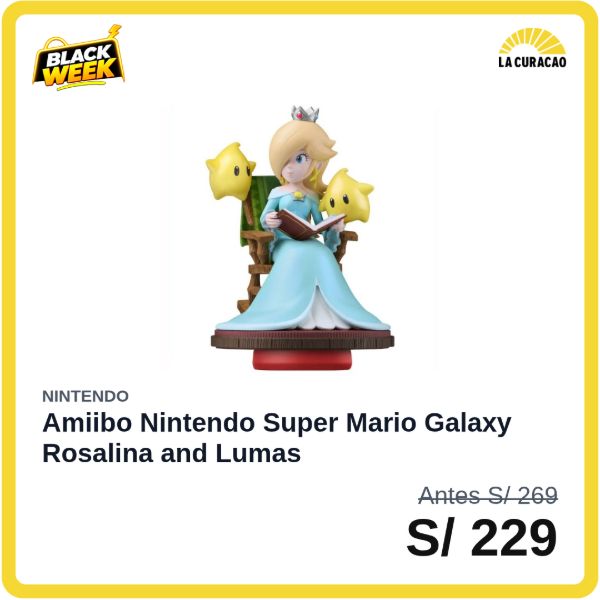 BLACK
WEEK
LA CURACAO
NINTENDO
Amiibo Nintendo Super Mario Galaxy
Rosalina and Lumas
Antes S/ 269
S/ 229